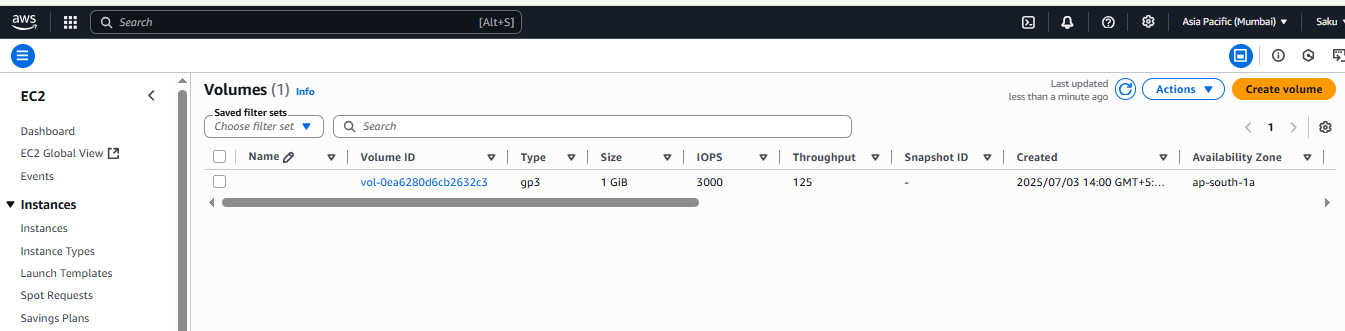 aws Search [Alt+S] Asia Pacific (Mumbai) Saku
EC2
Dashboard
EC2 Global View
Events
Instances
Instances
Instance Types
Launch Templates
Spot Requests
Savings Plans
Volumes (1) Info
Last updated
less than a minute ago
Actions
Create volume
Saved filter sets
Choose filter set
Search
1
Name Volume ID Type Size IOPS Throughput Snapshot ID Created Availability Zone
vol-0ea6280d6cb2632c3 gp3 1 GiB 3000 125 - 2025/07/03 14:00 GMT+5:... ap-south-1a